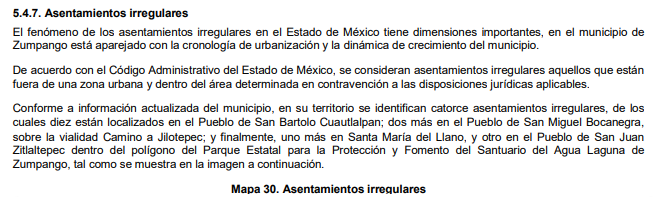 5.4.7. Asentamientos irregulares
El fenómeno de los asentamientos irregulares en el Estado de México tiene dimensiones importantes, en el municipio de
Zumpango está aparejado con la cronología de urbanización y la dinámica de crecimiento del municipio.
De acuerdo con el Código Administrativo del Estado de México, se consideran asentamientos irregulares aquellos que están
fuera de una zona urbana y dentro del área determinada en contravención a las disposiciones jurídicas aplicables.
Conforme a información actualizada del municipio, en su territorio se identifican catorce asentamientos irregulares, de los
cuales diez están localizados en el Pueblo de San Bartolo Cuautlalpan; dos más en el Pueblo de San Miguel Bocanegra,
sobre la vialidad Camino a Jilotepec; y finalmente, uno más en Santa María del Llano, y otro en el Pueblo de San Juan
Zitlaltepec dentro del polígono del Parque Estatal para la Protección y Fomento del Santuario del Agua Laguna de
Zumpango, tal como se muestra en la imagen a continuación.
Mapa 30. Asentamientos irregulares